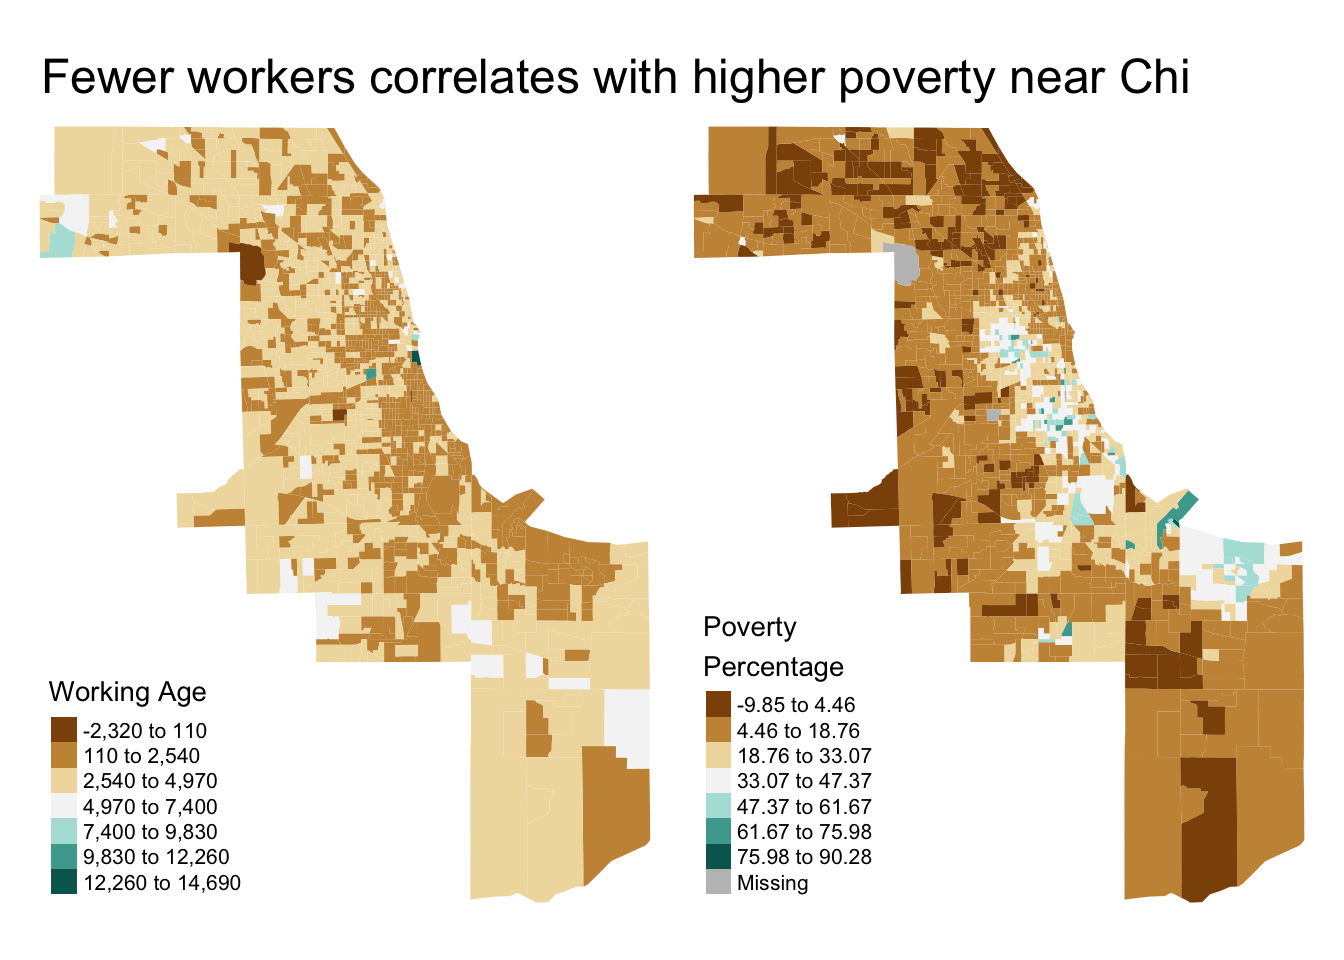 Fewer workers correlates with higher poverty near Chi
Working Age
-2,320 to 110
110 to 2,540
2,540 to 4,970
4,970 to 7,400
7,400 to 9,830
9,830 to 12,260
12,260 to 14,690
Poverty
Percentage
-9.85 to 4.46
4.46 to 18.76
18.76 to 33.07
33.07 to 47.37
47.37 to 61.67
61.67 to 75.98
75.98 to 90.28
Missing